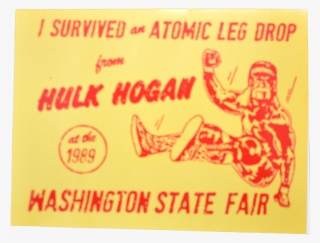 I SURVIVED an ATOMIC LEG DROP
from
HULK HOGAN
at the
1989
WASHINGTON STATE FAIR